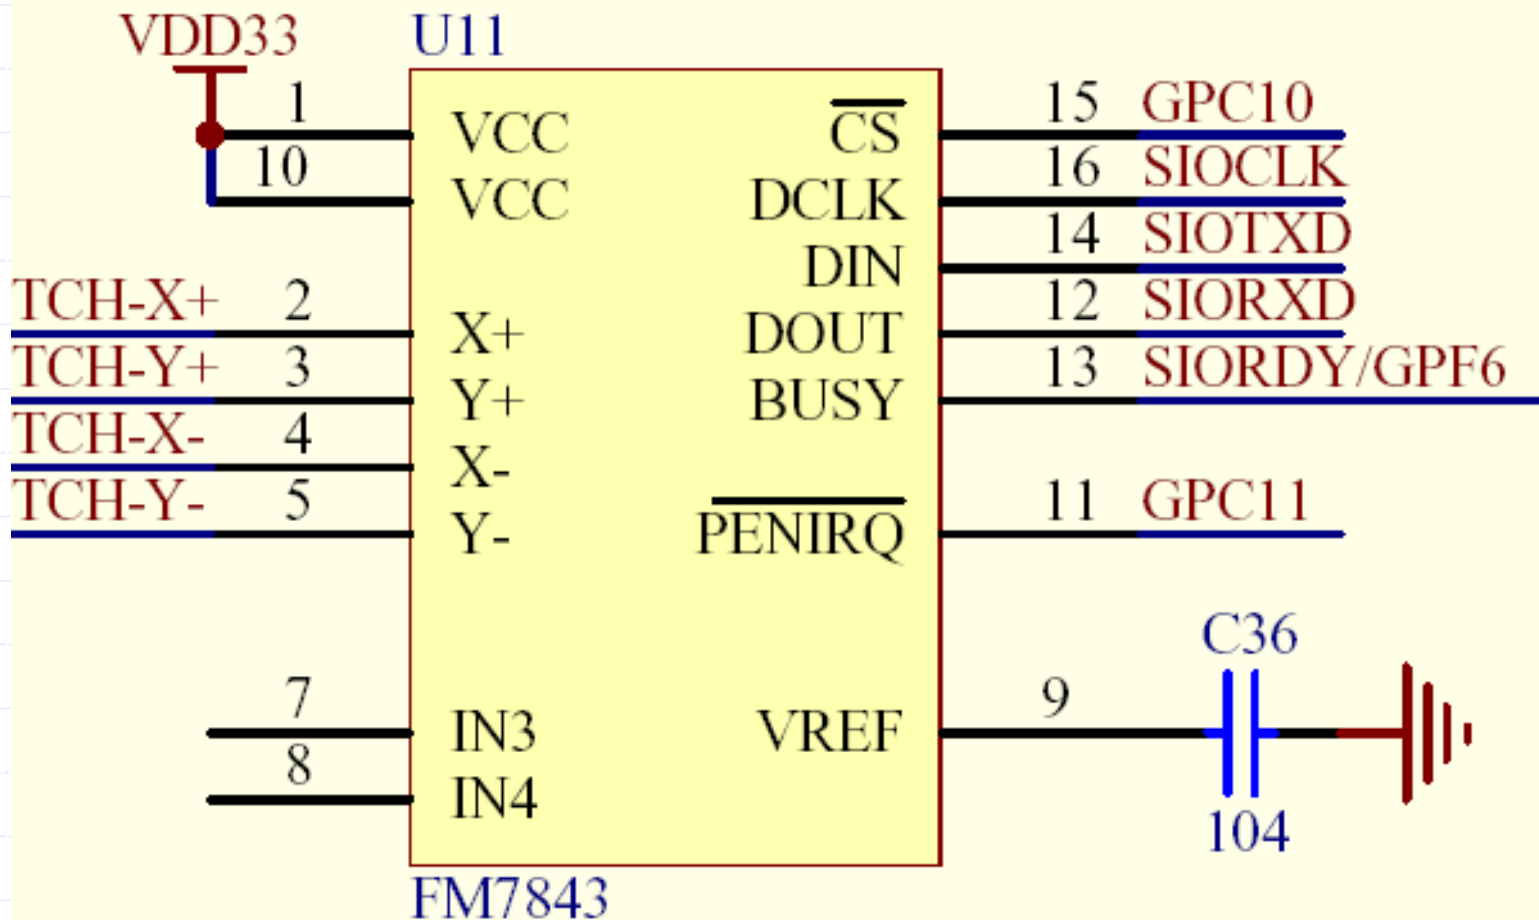 VDD33
U11
1
VCC
CS
15
GPC10
10
VCC
DCLK
16
SIOCLK
DIN
14
SIOTXD
TCH-X+
2
X+
DOUT
12
SIORXD
TCH-Y+
3
Y+
BUSY
13
SIORDY/GPF6
TCH-X-
4
X-
TCH-Y-
5
Y-
PENIRQ
11
GPC11
7
IN3
VREF
9
C36
104
8
IN4
FM7843